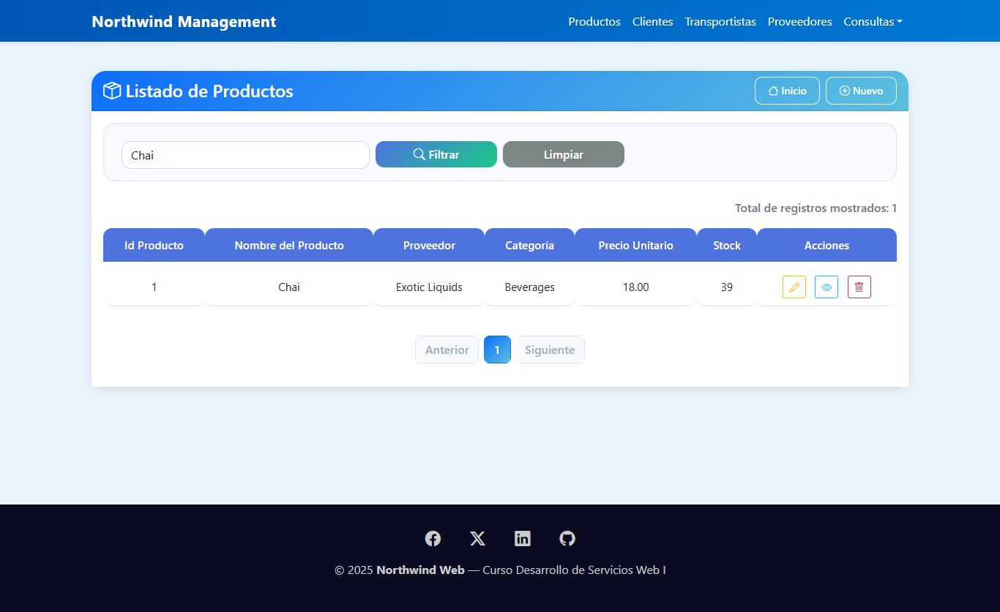 Northwind Management Productos Clientes Transportistas Proveedores Consultas
Listado de Productos Inicio Nuevo
Chai Filtrar Limpiar
Total de registros mostrados: 1
Id Producto Nombre del Producto Proveedor Categoría Precio Unitario Stock Acciones
1 Chai Exotic Liquids Beverages 18.00 39
Anterior 1 Siguiente
© 2025 Northwind Web — Curso Desarrollo de Servicios Web I